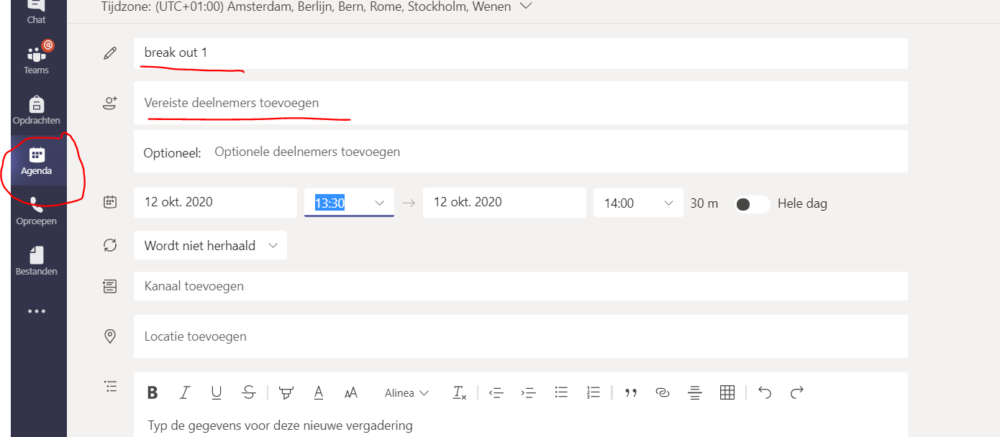 Tijdzone: (UTC+01:00) Amsterdam, Berlijn, Bern, Rome, Stockholm, Wenen
Chat
Teams
Opdrachten
Agenda
Oproepen
Bestanden
break out 1
Vereiste deelnemers toevoegen
Optioneel: Optionele deelnemers toevoegen
12 okt. 2020 13:30 → 12 okt. 2020 14:00 30 m Hele dag
Wordt niet herhaald
Kanaal toevoegen
Locatie toevoegen
B I U S A AA Alinea Tx
Typ de gegevens voor deze nieuwe vergadering